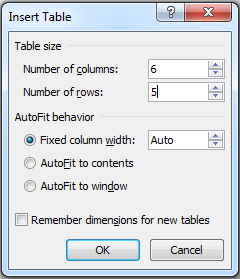 Insert Table
?
Table size
Number of columns: 6
Number of rows: 5
AutoFit behavior
Fixed column width: Auto
AutoFit to contents
AutoFit to window
Remember dimensions for new tables
OK Cancel